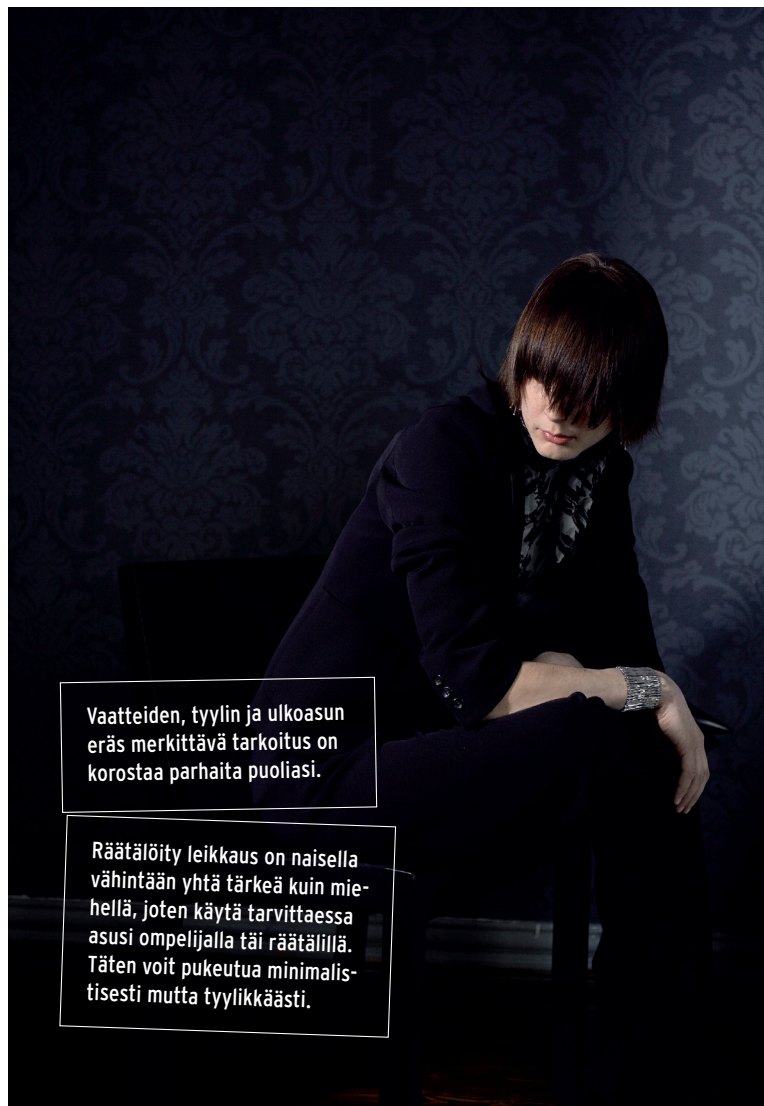 Vaatteiden, tyylin ja ulkoasun
eräs merkittävä tarkoitus on
korostaa parhaita puoliasi.
Räätälöity leikkaus on naisella
vähintään yhtä tärkeä kuin mie-
hellä, joten käytä tarvittaessa
asusi ompelijalla täi räätälillä.
Täten voit pukeutua minimalis-
tisesti mutta tyylikkäästi.